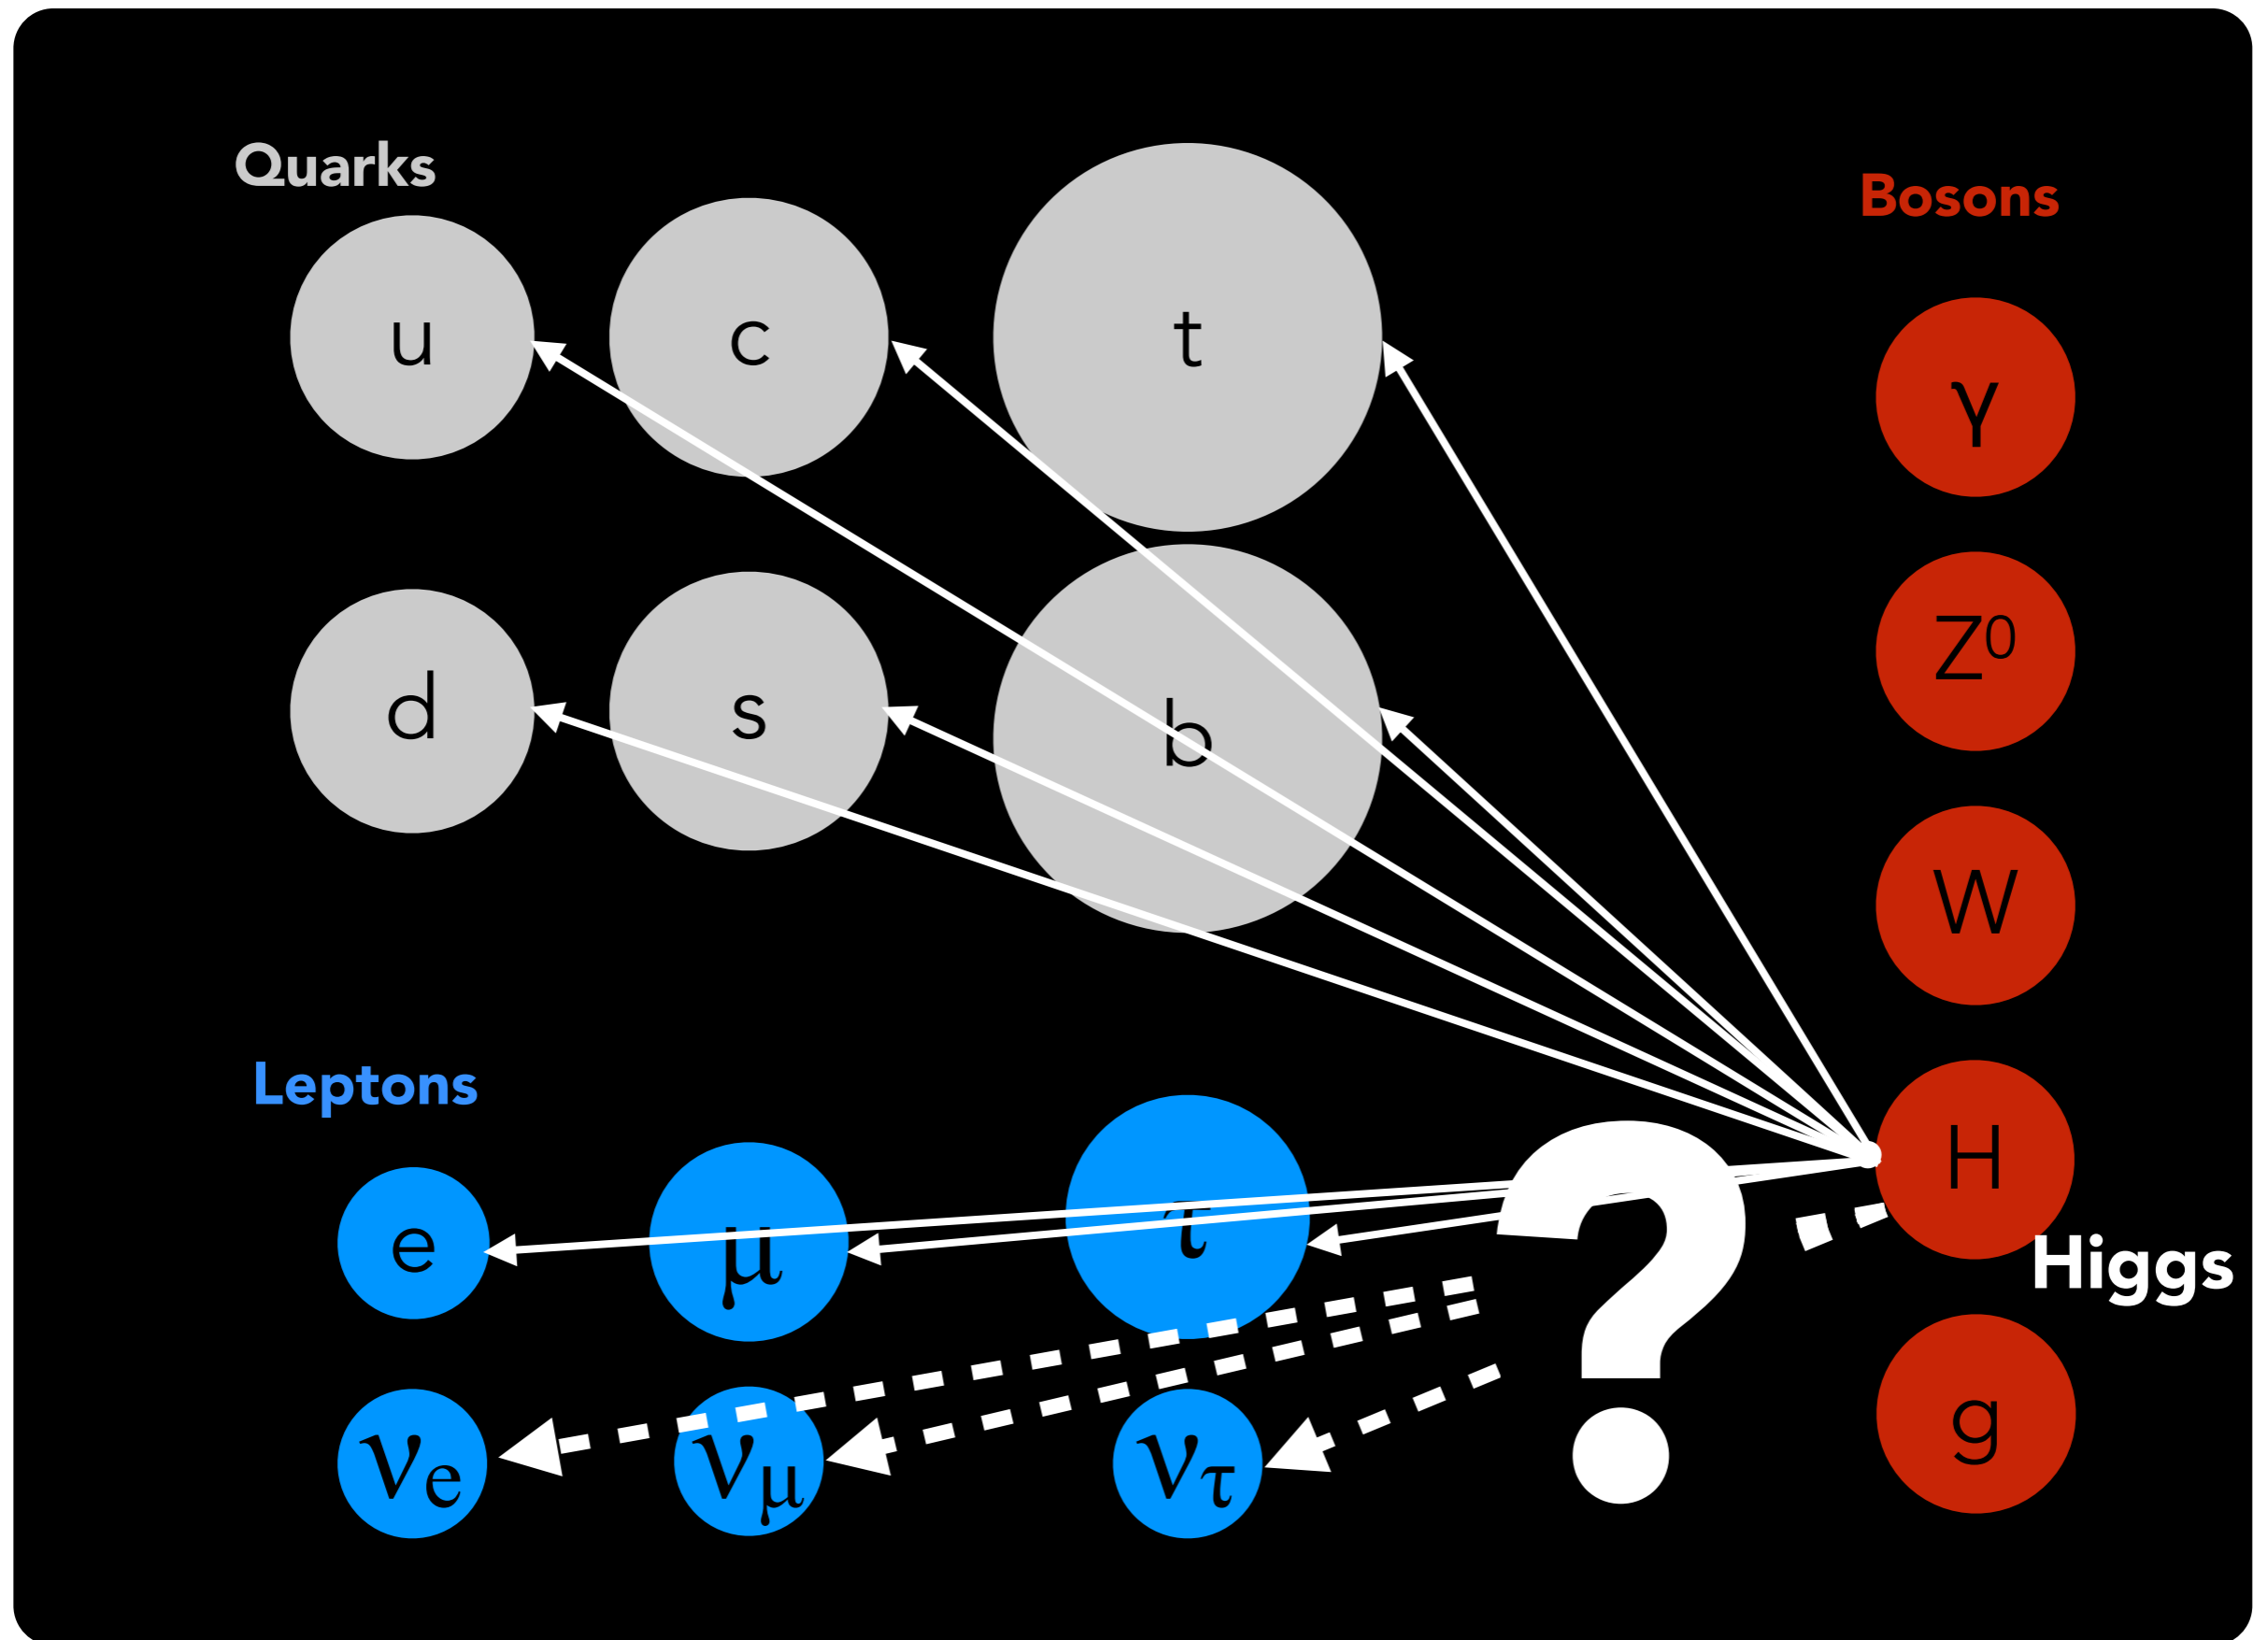 Quarks
Bosons
u
c
t
γ
Z⁰
d
s
b
W
Leptons
H
Higgs
e
μ
τ
?
νe
νμ
ντ
g